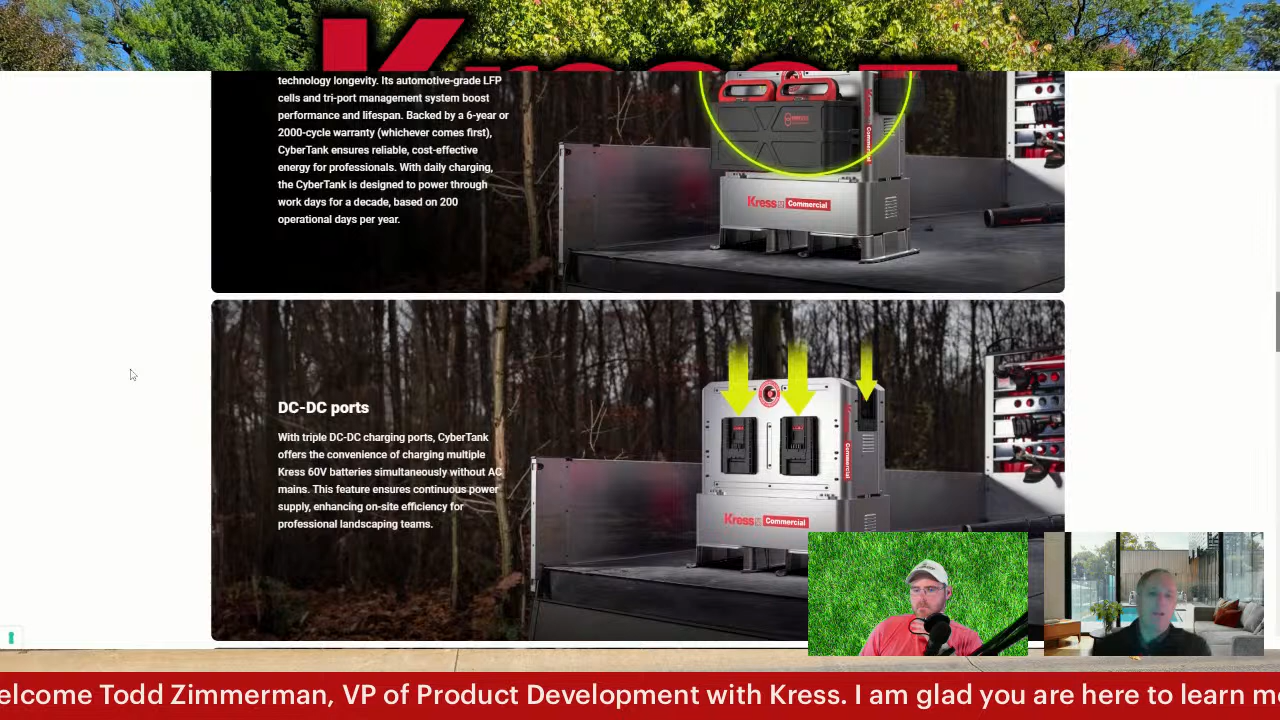 Kress
technology longevity. Its automotive-grade LFP
cells and tri-port management system boost
performance and lifespan. Backed by a 6-year or
2000-cycle warranty (whichever comes first),
CyberTank ensures reliable, cost-effective
energy for professionals. With daily charging,
the CyberTank is designed to power through
work days for a decade, based on 200
operational days per year.
Commercial
Kress Commercial
DC-DC ports
With triple DC-DC charging ports, CyberTank
offers the convenience of charging multiple
Kress 60V batteries simultaneously without AC
mains. This feature ensures continuous power
supply, enhancing on-site efficiency for
professional landscaping teams.
Commercial
Kress Commercial
elcome Todd Zimmerman, VP of Product Development with Kress. I am glad you are here to learn m